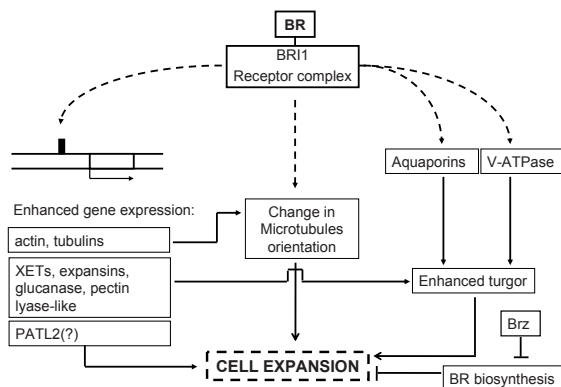 BR
BRI1
Receptor complex
Aquaporins
V-ATPase
Enhanced gene expression:
actin, tubulins
Change in
Microtubules
orientation
XETs, expansins,
glucanase, pectin
lyase-like
Enhanced turgor
PATL2(?)
Brz
CELL EXPANSION
BR biosynthesis